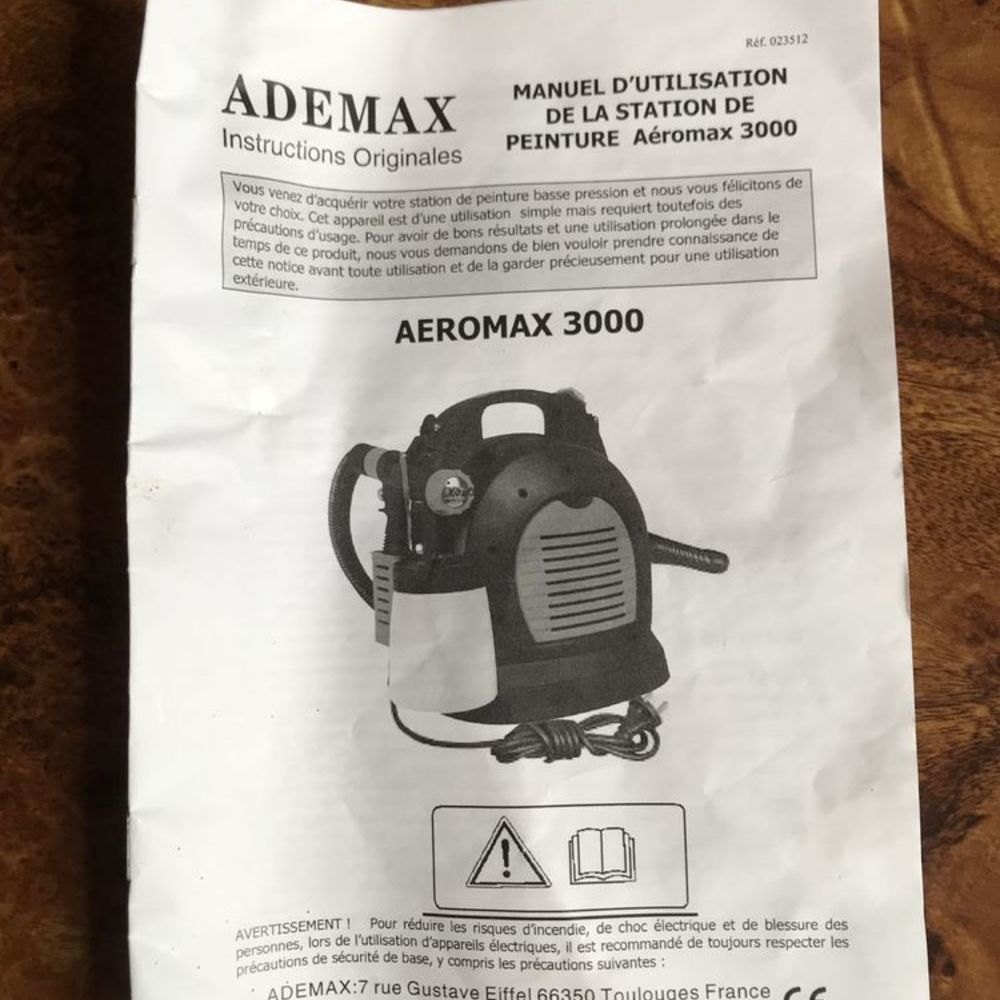 Réf. 023512
ADEMAX
Instructions Originales
MANUEL D'UTILISATION
DE LA STATION DE
PEINTURE Aéromax 3000
Vous venez d'acquérir votre station de peinture basse pression et nous vous félicitons de
votre choix. Cet appareil est d'une utilisation simple mais requiert toutefois des
précautions d'usage. Pour avoir de bons résultats et une utilisation prolongée dans le
temps de ce produit, nous vous demandons de bien vouloir prendre connaissance de
cette notice avant toute utilisation et de la garder précieusement pour une utilisation
extérieure.
AEROMAX 3000
AVERTISSEMENT ! Pour réduire les risques d'incendie, de choc électrique et de blessure des
personnes, lors de l'utilisation d'appareils électriques, il est recommandé de toujours respecter les
précautions de sécurité de base, y compris les précautions suivantes :
ADEMAX:7 rue Gustave Eiffel 66350 Toulouges France CE